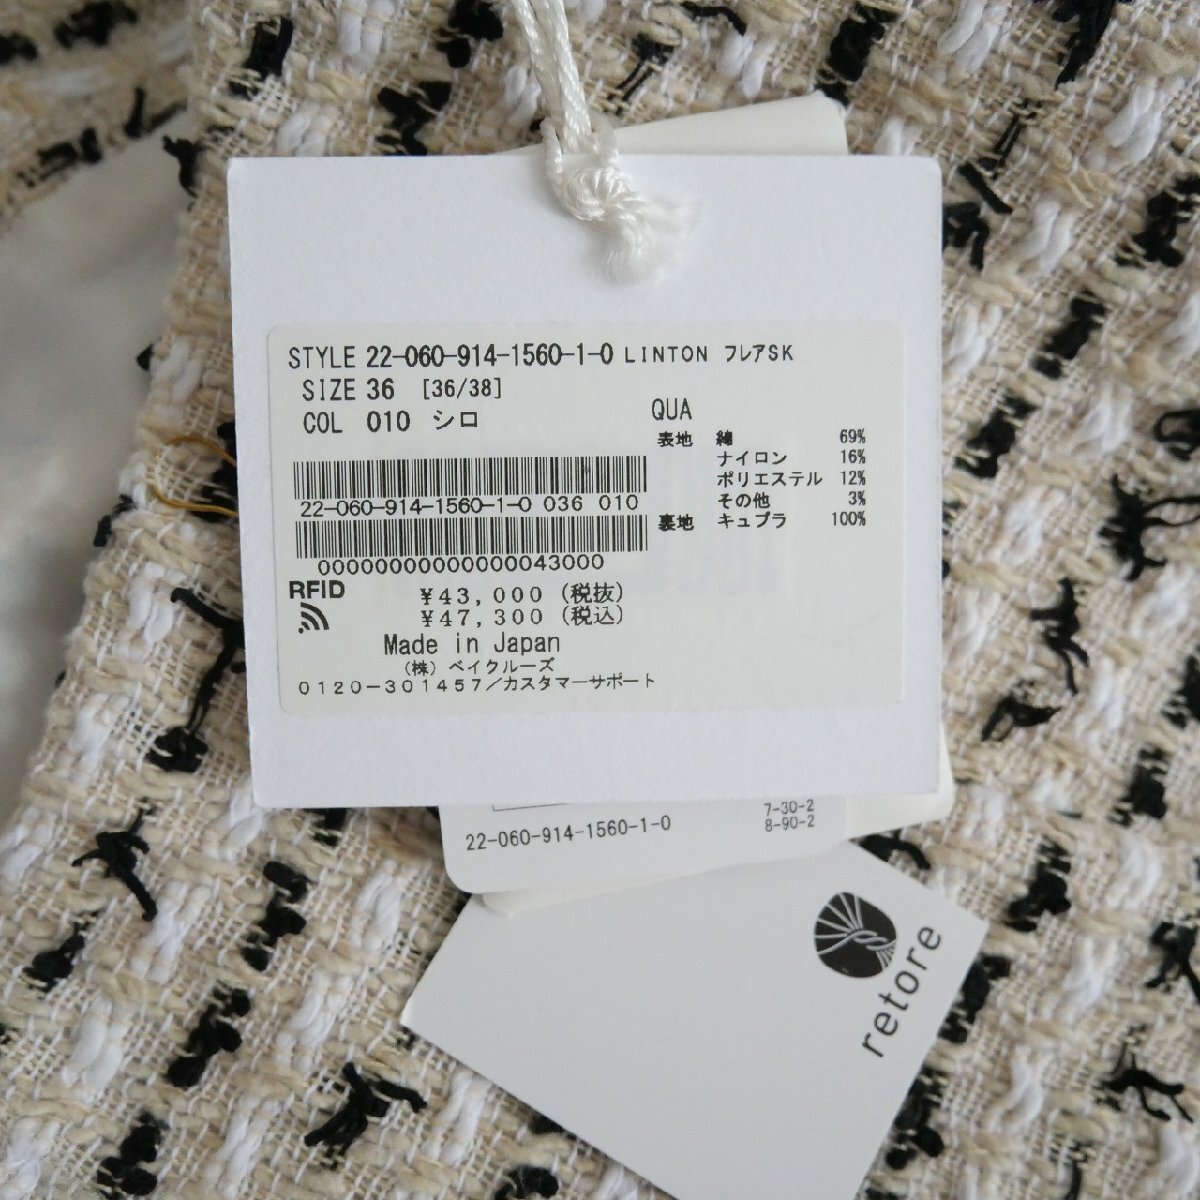 STYLE 22-060-914-1560-1-0 LINTON フレアSK
SIZE 36 [36/38]
COL 010 シロ
QUA
表地 綿 69%
ナイロン 16%
ポリエステル 12%
その他 3%
裏地 キュプラ 100%
22-060-914-1560-1-0 036 010
00000000000000043000
RFID
¥43,000 (税抜)
¥47,300 (税込)
Made in Japan
(株) ベイクルーズ
0120-301457/カスタマーサポート
7-30-2
22-060-914-1560-1-0 8-90-2
retore